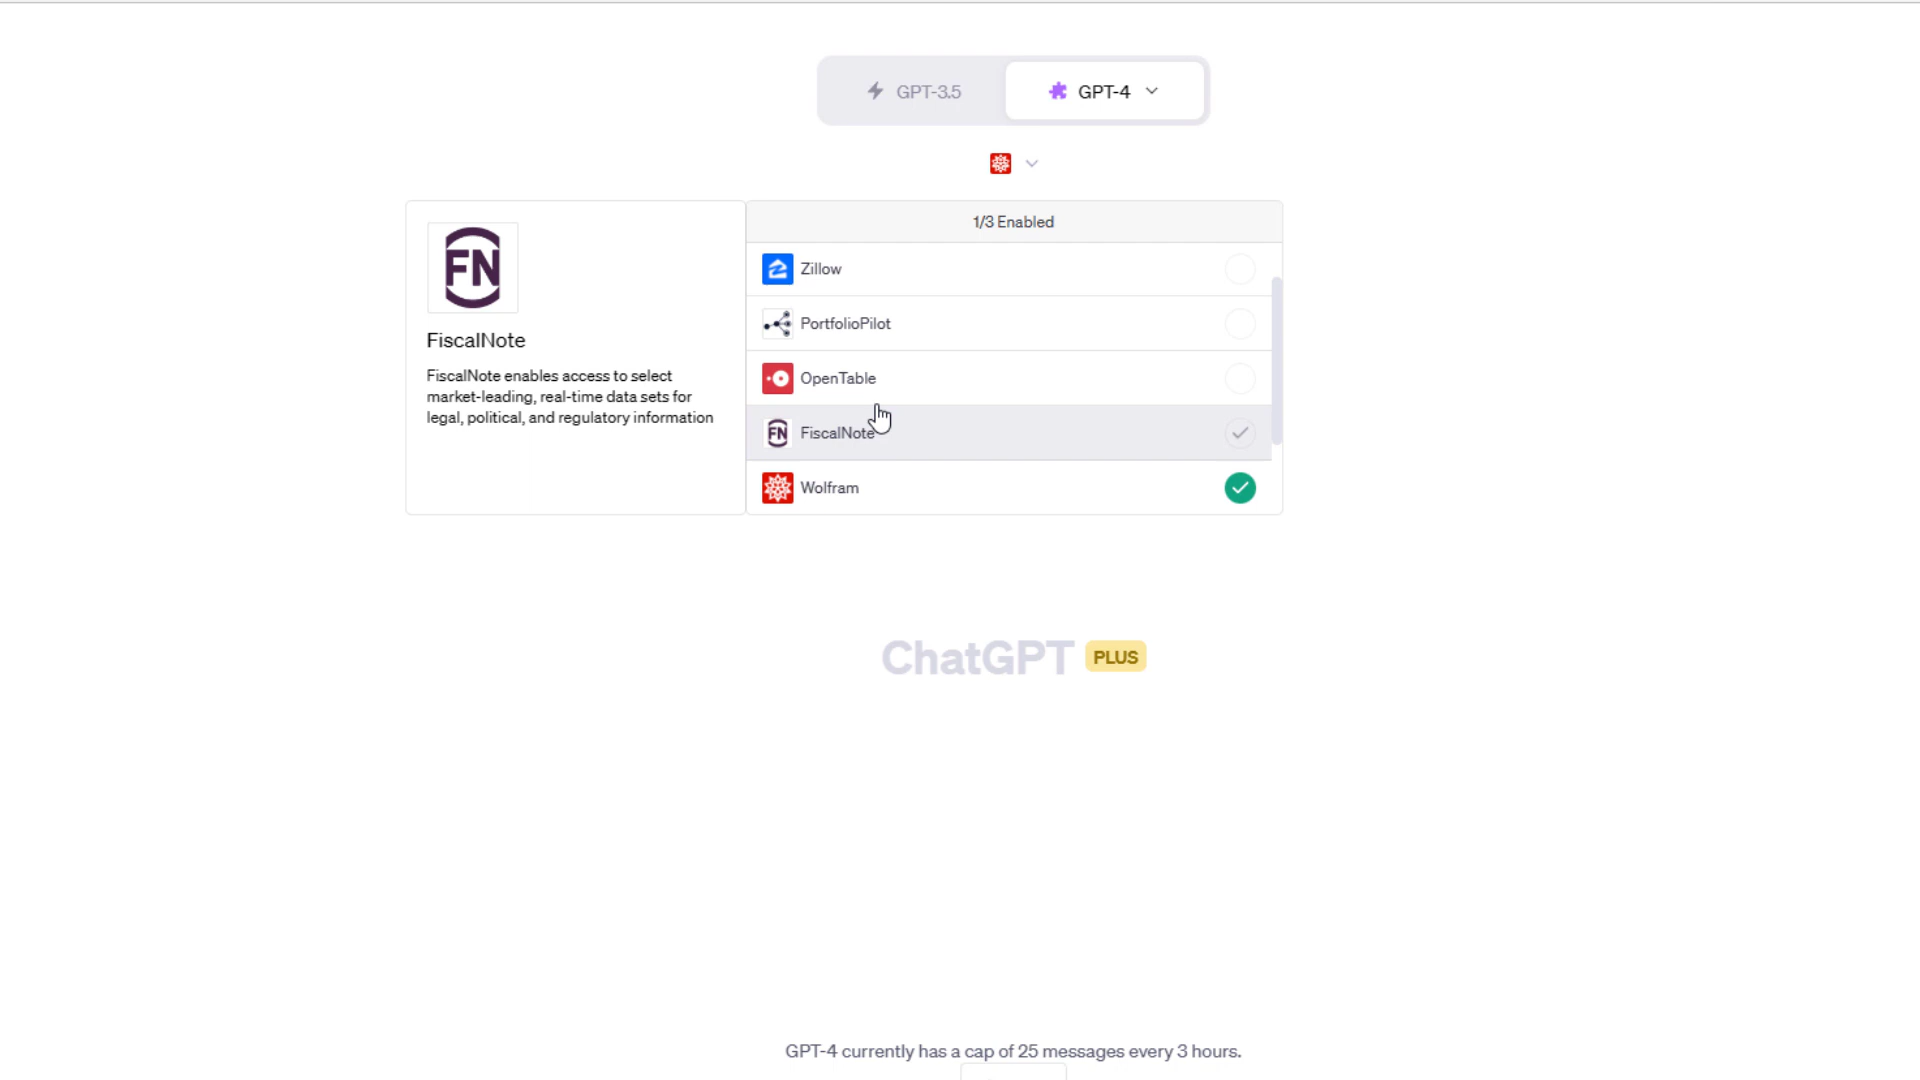 GPT-3.5
GPT-4
1/3 Enabled
FN
FiscalNote
FiscalNote enables access to select
market-leading, real-time data sets for
legal, political, and regulatory information
Zillow
PortfolioPilot
OpenTable
FN FiscalNote
Wolfram
ChatGPT PLUS
GPT-4 currently has a cap of 25 messages every 3 hours.